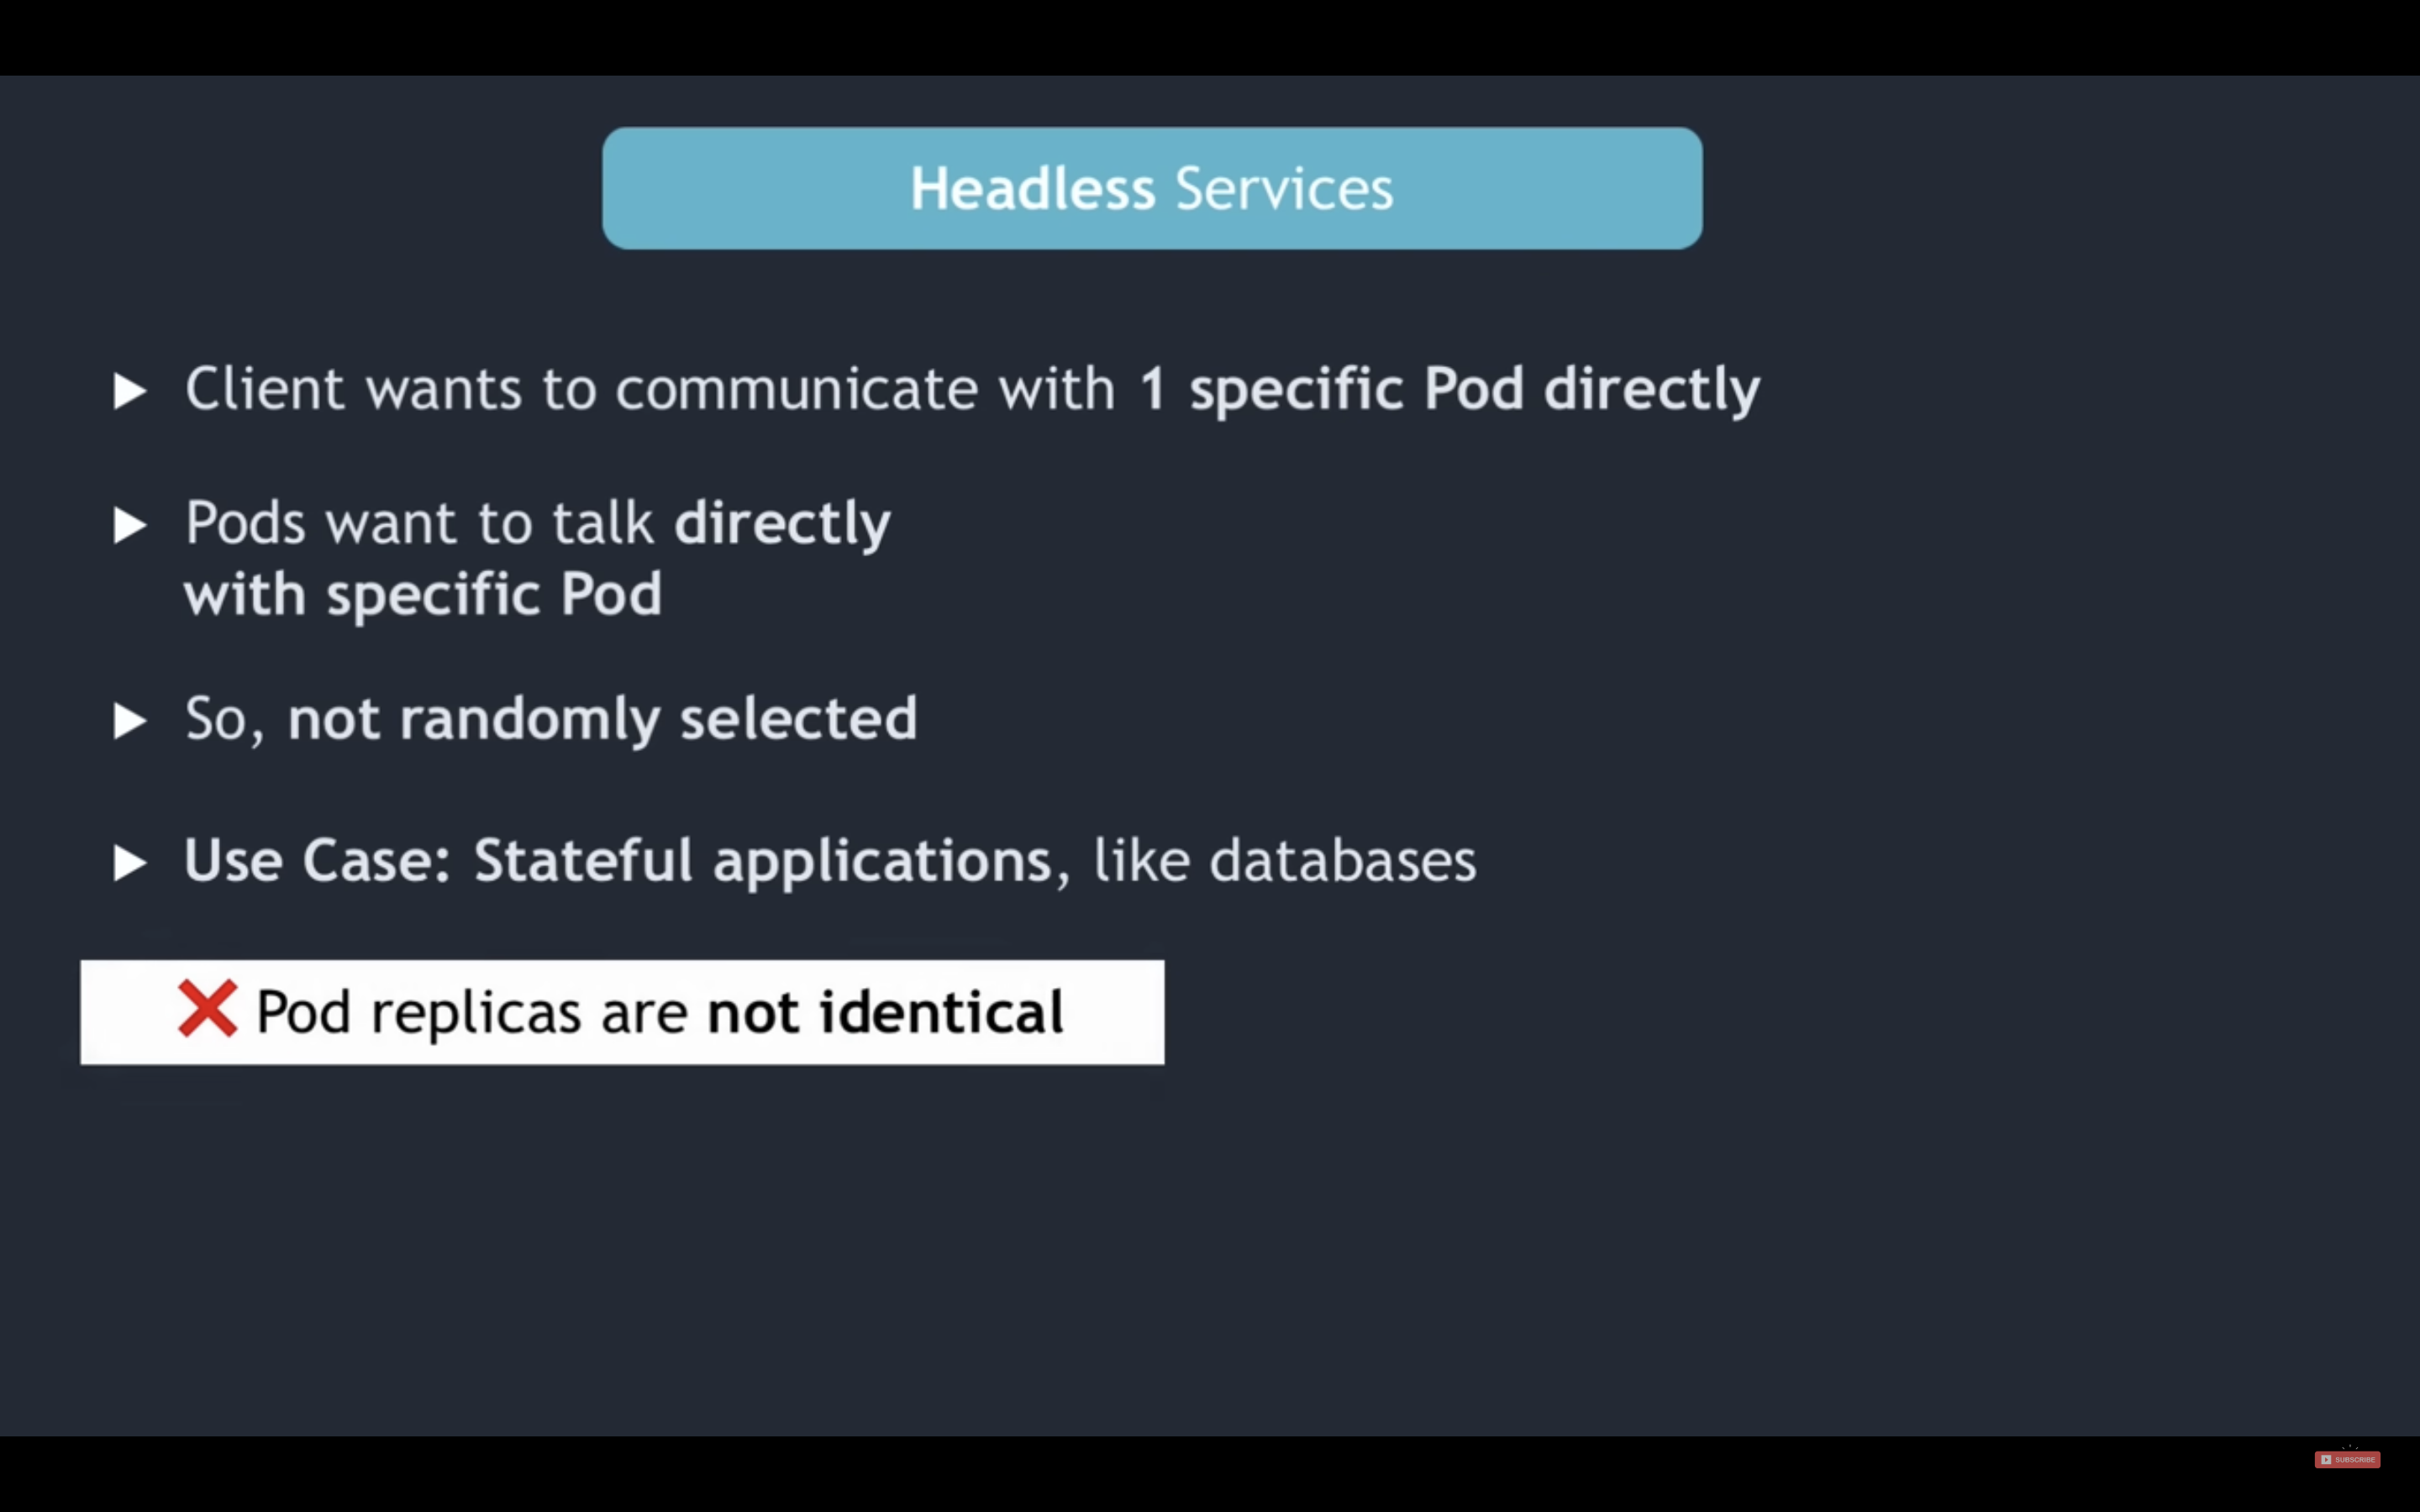 Headless Services
Client wants to communicate with 1 specific Pod directly
Pods want to talk directly
with specific Pod
So, not randomly selected
Use Case: Stateful applications, like databases
Pod replicas are not identical
SUBSCRIBE